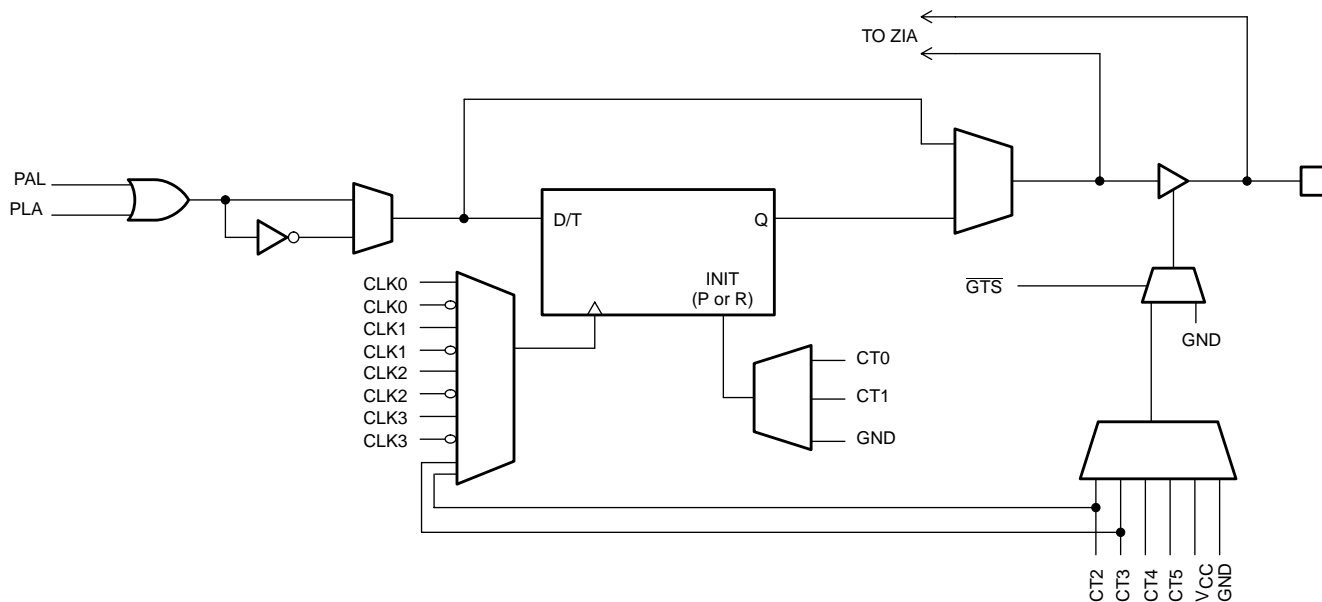 TO ZIA
PAL
PLA
D/T
Q
INIT
(P or R)
CLK0
CLK0
CLK1
CLK1
CLK2
CLK2
CLK3
CLK3
GTS
GND
CT0
CT1
GND
CT2
CT3
CT4
CT5
VCC
GND